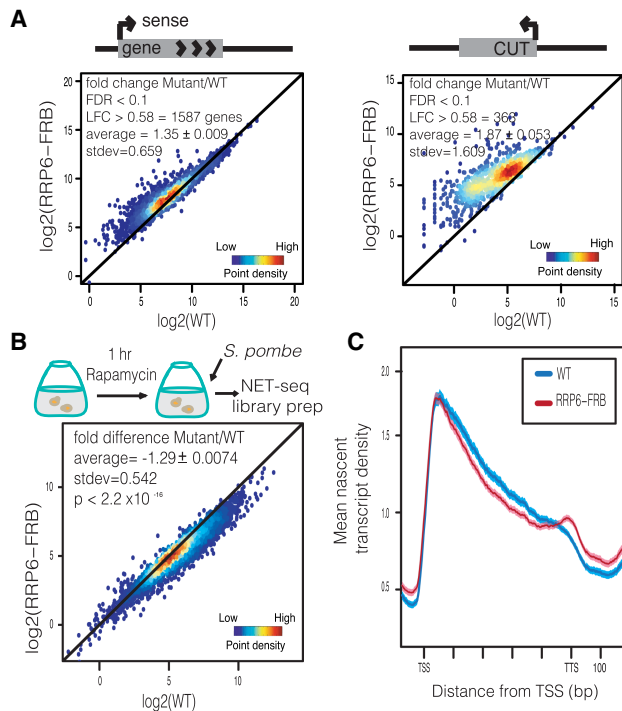 A
sense
gene
CUT
fold change Mutant/WT
FDR < 0.1
LFC > 0.58 = 1587 genes
average = 1.35 ± 0.009
stdev=0.659
20
15
10
5
0
log2(RRP6−FRB)
Low High
Point density
0 5 10 15 20
log2(WT)
fold change Mutant/WT
FDR < 0.1
LFC > 0.58 = 368
average = 1.87 ± 0.053
stdev=1.609
15
10
5
0
log2(RRP6−FRB)
Low High
Point density
0 5 10 15
log2(WT)
B
1 hr
Rapamycin
S. pombe
NET-seq
library prep
fold difference Mutant/WT
average= -1.29± 0.0074
stdev=0.542
p < 2.2 x10 -16
10
5
0
log2(RRP6−FRB)
Low High
Point density
0 5 10
log2(WT)
C
WT
RRP6−FRB
2.0
1.5
1.0
0.5
Mean nascent
transcript density
TSS TTS 100
Distance from TSS (bp)